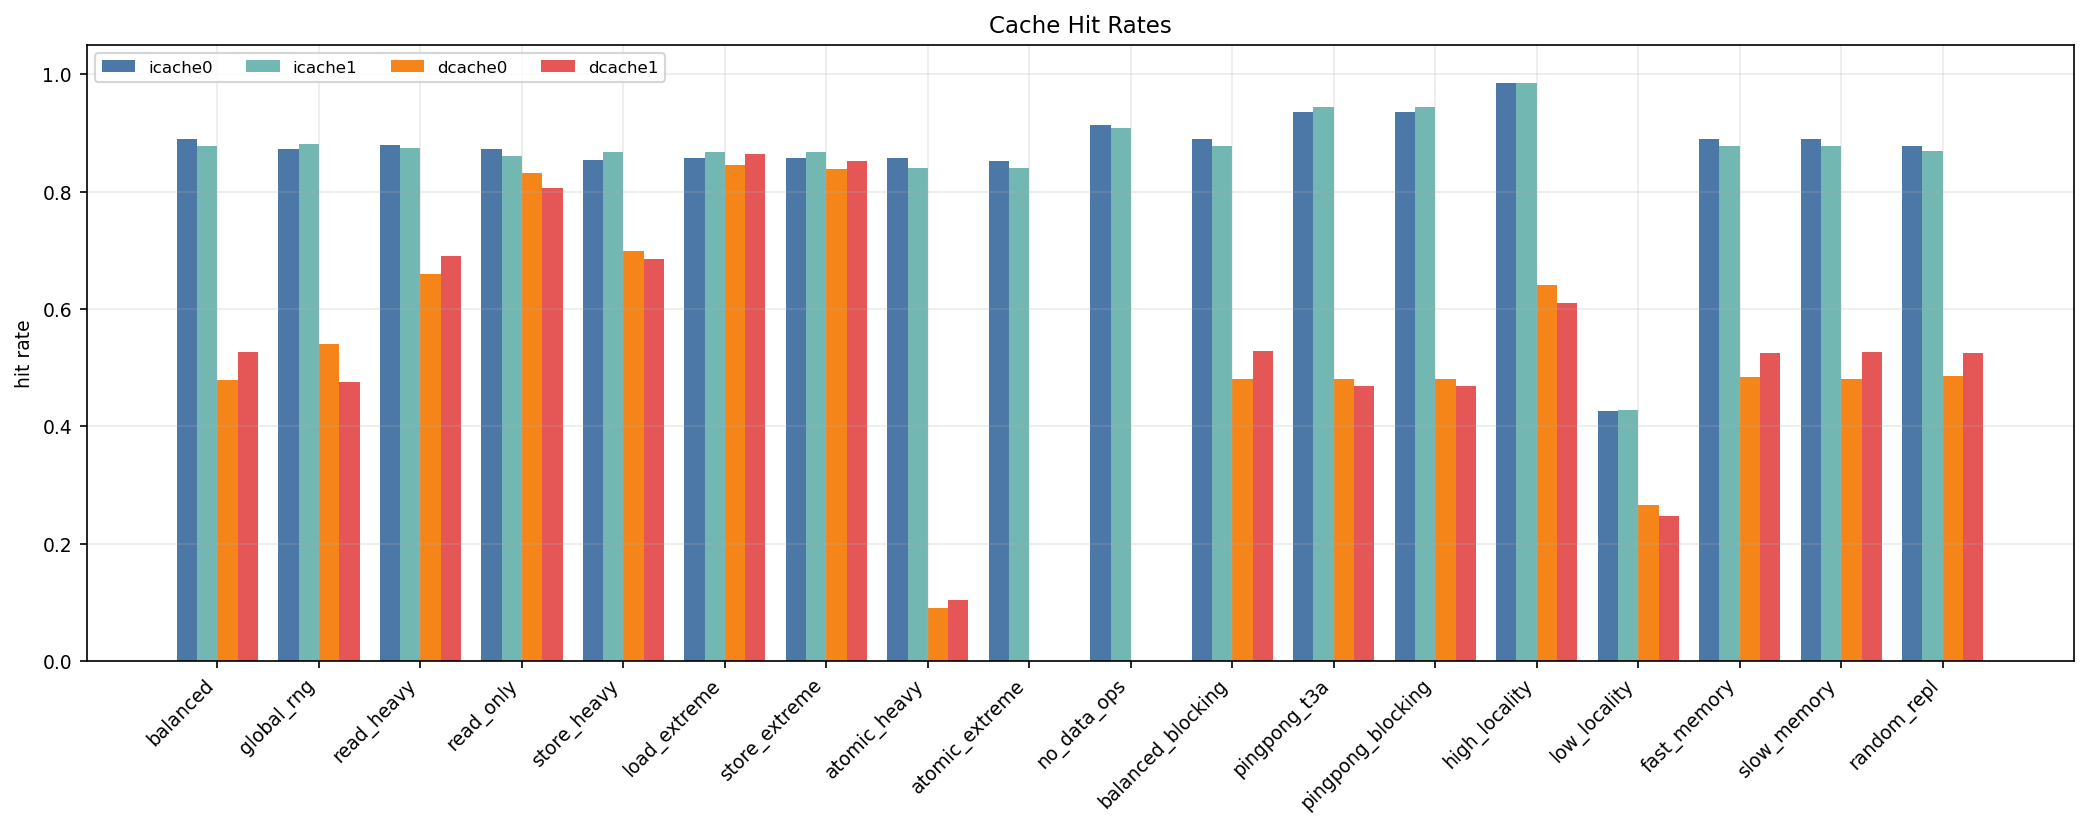 Cache Hit Rates
icache0 icache1 dcache0 dcache1
hit rate
1.0
0.8
0.6
0.4
0.2
0.0
balanced
global_rng
read_heavy
read_only
store_heavy
load_extreme
store_extreme
atomic_heavy
atomic_extreme
no_data_ops
balanced_blocking
pingpong_t3a
pingpong_blocking
high_locality
low_locality
fast_memory
slow_memory
random_repl